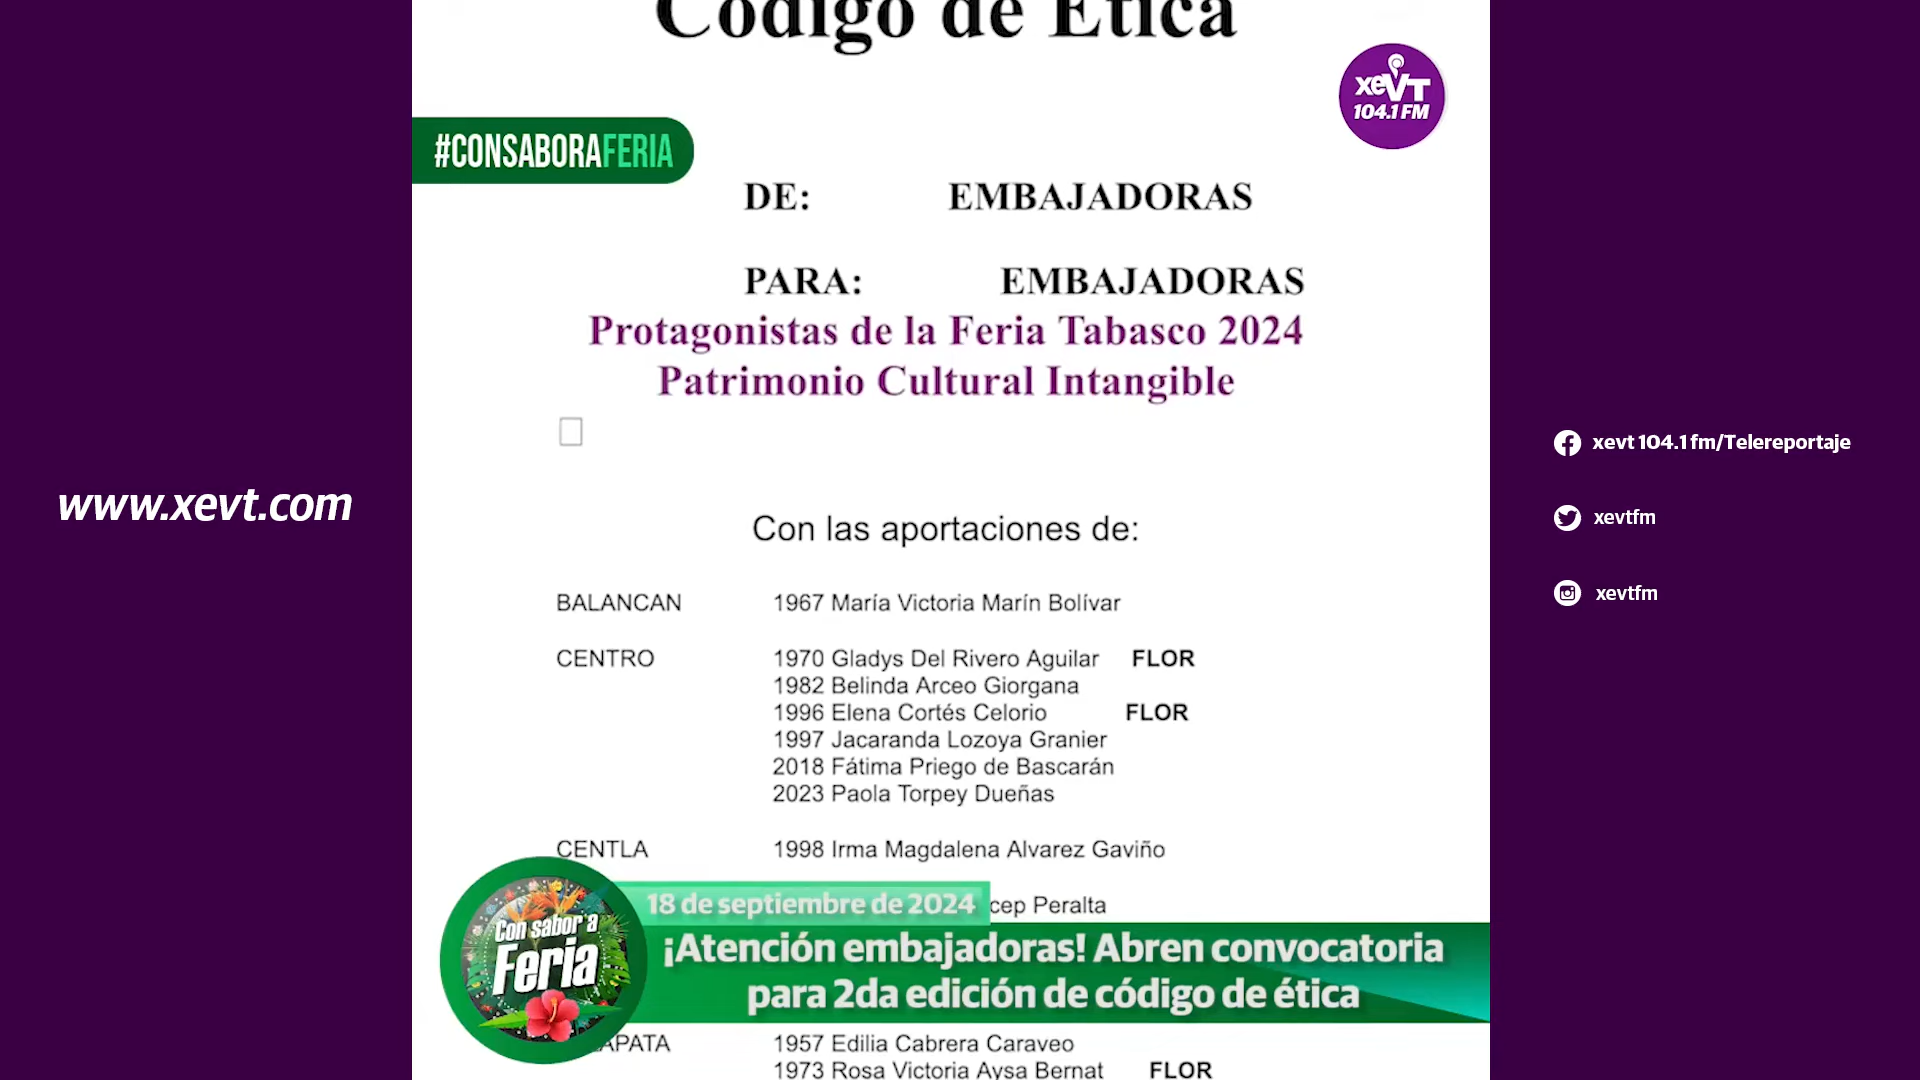 Código de Ética
xeVT
104.1 FM
#CONSABORAFERIA
DE: EMBAJADORAS
PARA: EMBAJADORAS
Protagonistas de la Feria Tabasco 2024
Patrimonio Cultural Intangible
www.xevt.com
xevt 104.1 fm/Telereportaje
xevtfm
xevtfm
Con las aportaciones de:
BALANCAN 1967 María Victoria Marín Bolívar
CENTRO 1970 Gladys Del Rivero Aguilar FLOR
1982 Belinda Arceo Giorgana
1996 Elena Cortés Celorio FLOR
1997 Jacaranda Lozoya Granier
2018 Fátima Priego de Bascarán
2023 Paola Torpey Dueñas
CENTLA 1998 Irma Magdalena Alvarez Gaviño
18 de septiembre de 2024
Peralta
Con sabor a
Feria
¡Atención embajadoras! Abren convocatoria
para 2da edición de código de ética
1957 Edilia Cabrera Caraveo
1973 Rosa Victoria Aysa Bernat FLOR